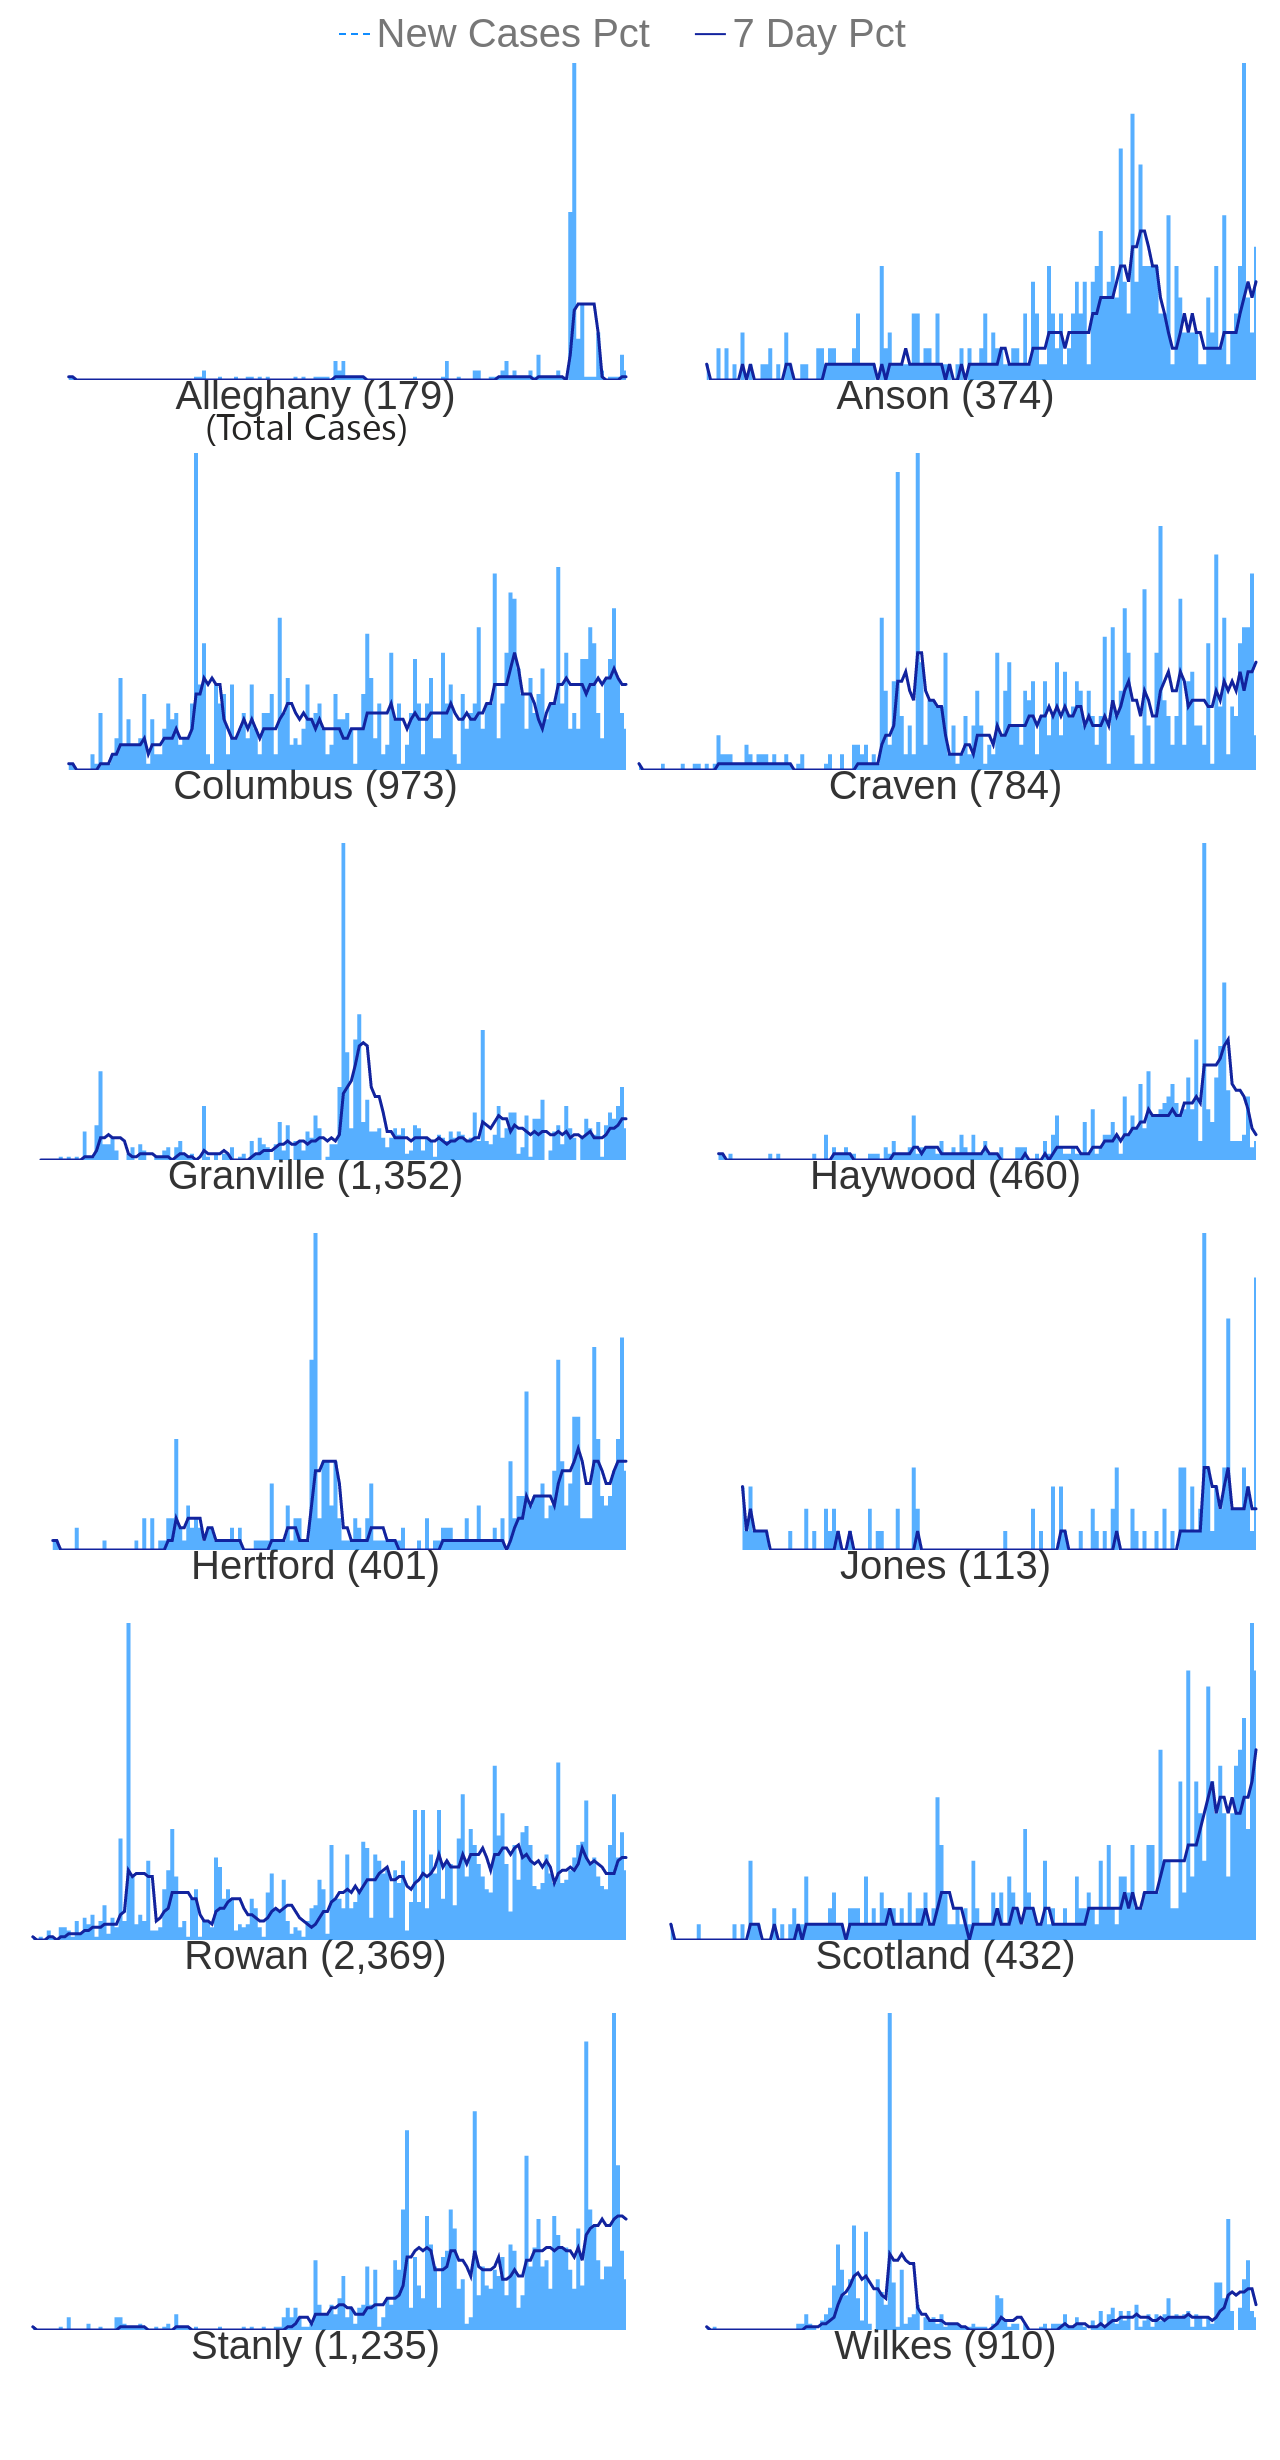 New Cases Pct 7 Day Pct
Alleghany (179) Anson (374)
(Total Cases)
Columbus (973) Craven (784)
Granville (1,352) Haywood (460)
Hertford (401) Jones (113)
Rowan (2,369) Scotland (432)
Stanly (1,235) Wilkes (910)